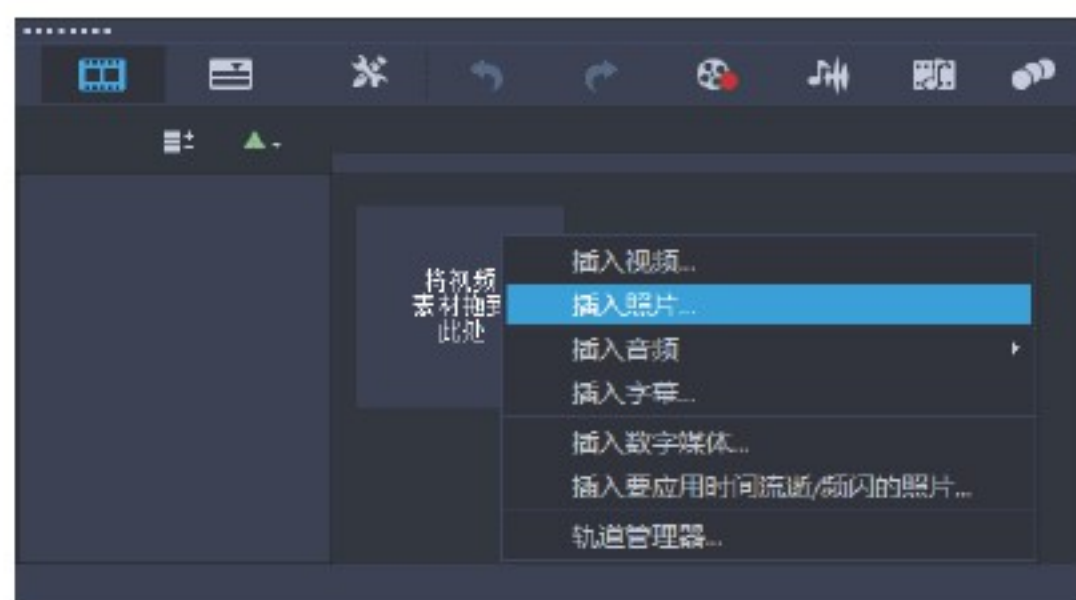 将视频
素材拖到
此处
插入视频...
插入照片...
插入音频
插入字幕...
插入数字媒体...
插入要应用时间流逝/频闪的照片...
轨道管理器...